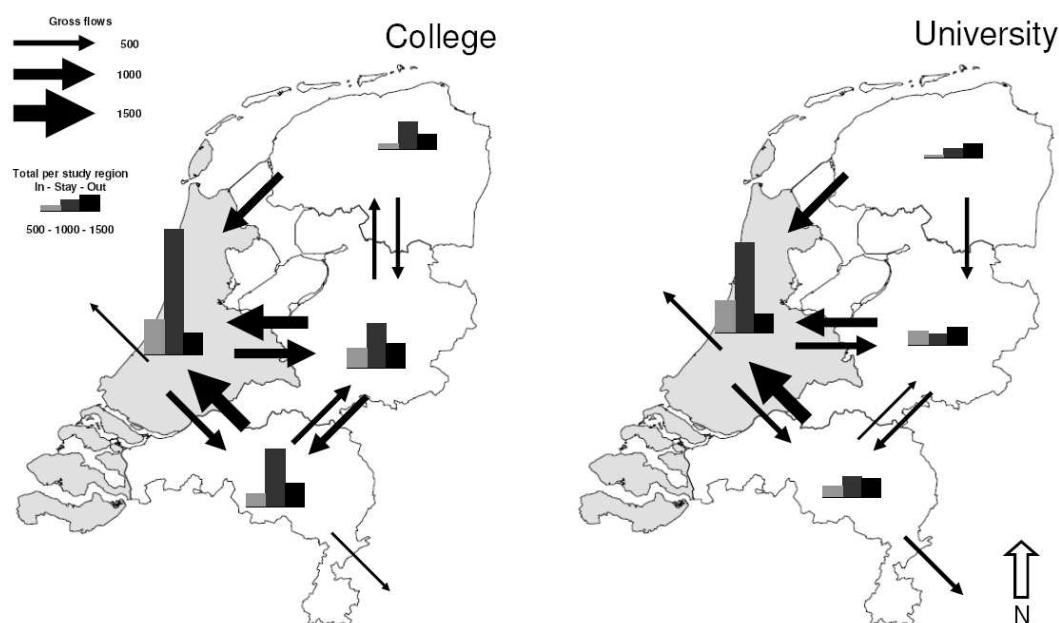 Gross flows
500
1000
1500
Total per study region
In - Stay - Out
500 - 1000 - 1500
College
University
N